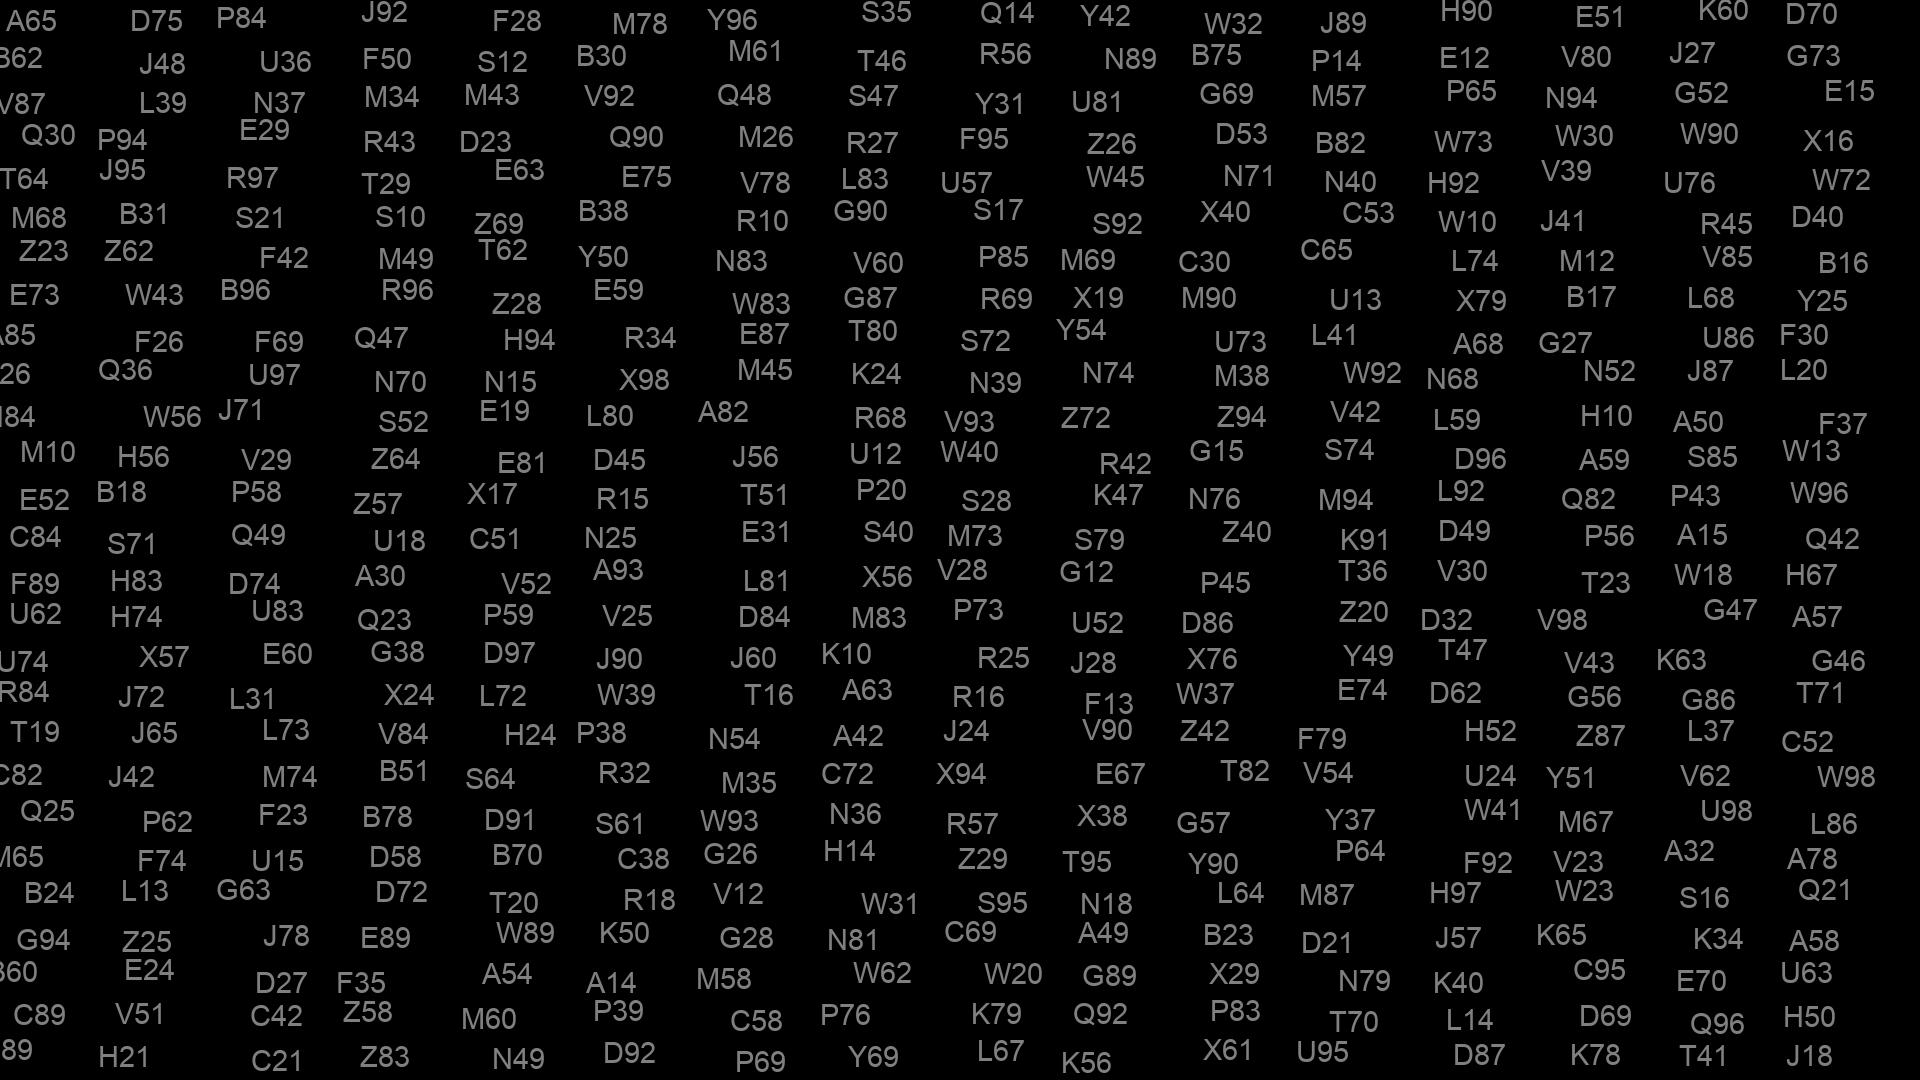 A65 D75 P84 J92 F28 M78 Y96 S35 Q14 Y42 W32 J89 H90 E51 K60 D70
B62 J48 U36 F50 S12 B30 M61 T46 R56 N89 B75 P14 E12 V80 J27 G73
V87 L39 N37 M34 M43 V92 Q48 S47 Y31 U81 G69 M57 P65 N94 G52 E15
Q30 P94 E29 R43 D23 Q90 M26 R27 F95 Z26 D53 B82 W73 W30 W90 X16
T64 J95 R97 T29 E63 E75 V78 L83 U57 W45 N71 N40 H92 V39 U76 W72
M68 B31 S21 S10 Z69 B38 R10 G90 S17 S92 X40 C53 W10 J41 R45 D40
Z23 Z62 F42 M49 T62 Y50 N83 V60 P85 M69 C30 C65 L74 M12 V85 B16
E73 W43 B96 R96 Z28 E59 W83 G87 R69 X19 M90 U13 X79 B17 L68 Y25
A85 F26 F69 Q47 H94 R34 E87 T80 S72 Y54 U73 L41 A68 G27 U86 F30
26 Q36 U97 N70 N15 X98 M45 K24 N39 N74 M38 W92 N68 N52 J87 L20
84 W56 J71 S52 E19 L80 A82 R68 V93 Z72 Z94 V42 L59 H10 A50 F37
M10 H56 V29 Z64 E81 D45 J56 U12 W40 R42 G15 S74 D96 A59 S85 W13
E52 B18 P58 Z57 X17 R15 T51 P20 S28 K47 N76 M94 L92 Q82 P43 W96
C84 S71 Q49 U18 C51 N25 E31 S40 M73 S79 Z40 K91 D49 P56 A15 Q42
F89 H83 D74 A30 V52 A93 L81 X56 V28 G12 P45 T36 V30 T23 W18 H67
U62 H74 U83 Q23 P59 V25 D84 M83 P73 U52 D86 Z20 D32 V98 G47 A57
U74 X57 E60 G38 D97 J90 J60 K10 R25 J28 X76 Y49 T47 V43 K63 G46
R84 J72 L31 X24 L72 W39 T16 A63 R16 F13 W37 E74 D62 G56 G86 T71
T19 J65 L73 V84 H24 P38 N54 A42 J24 V90 Z42 F79 H52 Z87 L37 C52
C82 J42 M74 B51 S64 R32 M35 C72 X94 E67 T82 V54 U24 Y51 V62 W98
Q25 P62 F23 B78 D91 S61 W93 N36 R57 X38 G57 Y37 W41 M67 U98 L86
M65 F74 U15 D58 B70 C38 G26 H14 Z29 T95 Y90 P64 F92 V23 A32 A78
B24 L13 G63 D72 T20 R18 V12 W31 S95 N18 L64 M87 H97 W23 S16 Q21
G94 Z25 J78 E89 W89 K50 G28 N81 C69 A49 B23 D21 J57 K65 K34 A58
B60 E24 D27 F35 A54 A14 M58 W62 W20 G89 X29 N79 K40 C95 E70 U63
C89 V51 C42 Z58 M60 P39 C58 P76 K79 Q92 P83 T70 L14 D69 Q96 H50
89 H21 C21 Z83 N49 D92 P69 Y69 L67 K56 X61 U95 D87 K78 T41 J18